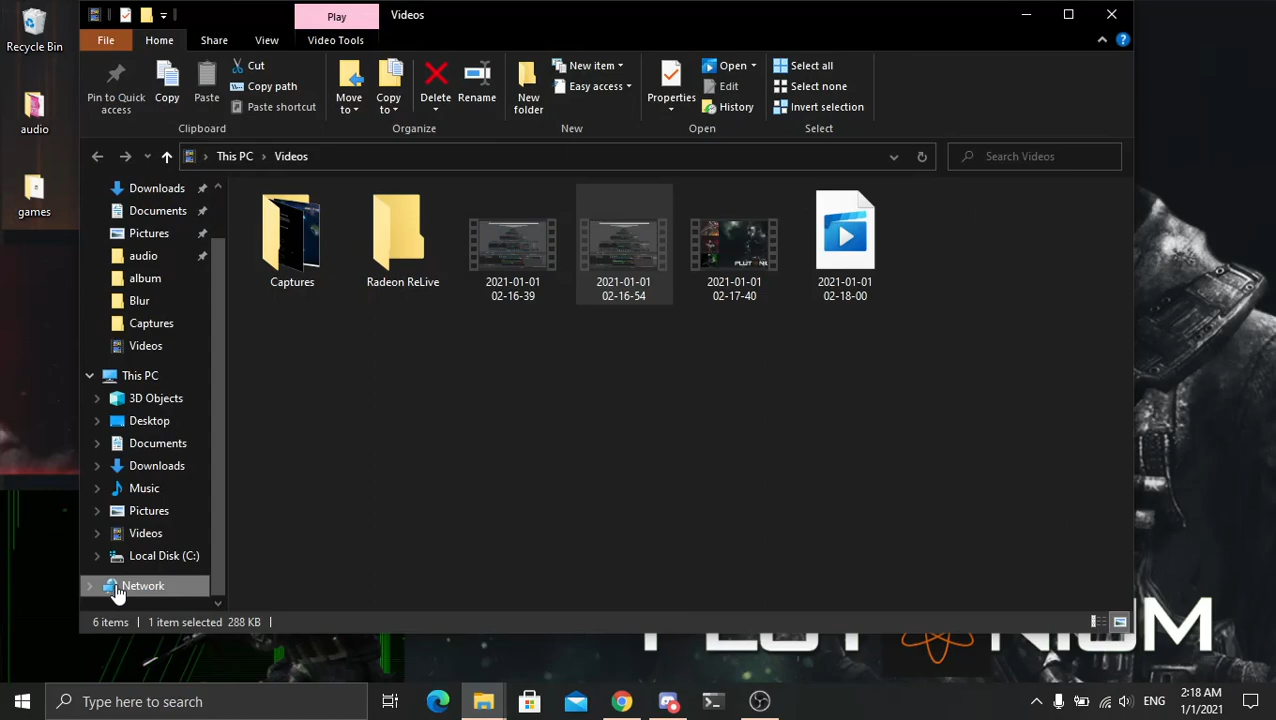 Recycle Bin
audio
games
Play
Videos
File
Home
Share
View
Video Tools
Pin to Quick
access
Copy
Paste
Cut
Copy path
Paste shortcut
Clipboard
Move
to
Copy
to
Delete
Rename
Organize
New
folder
New item
Easy access
New
Properties
Open
Edit
History
Open
Select all
Select none
Invert selection
Select
This PC > Videos
Search Videos
Downloads
Documents
Pictures
audio
album
Blur
Captures
Videos
This PC
3D Objects
Desktop
Documents
Downloads
Music
Pictures
Videos
Local Disk (C:)
Network
Captures
Radeon ReLive
2021-01-01
02-16-39
2021-01-01
02-16-54
2021-01-01
02-17-40
2021-01-01
02-18-00
6 items
1 item selected 288 KB
Type here to search
ENG
2:18 AM
1/1/2021